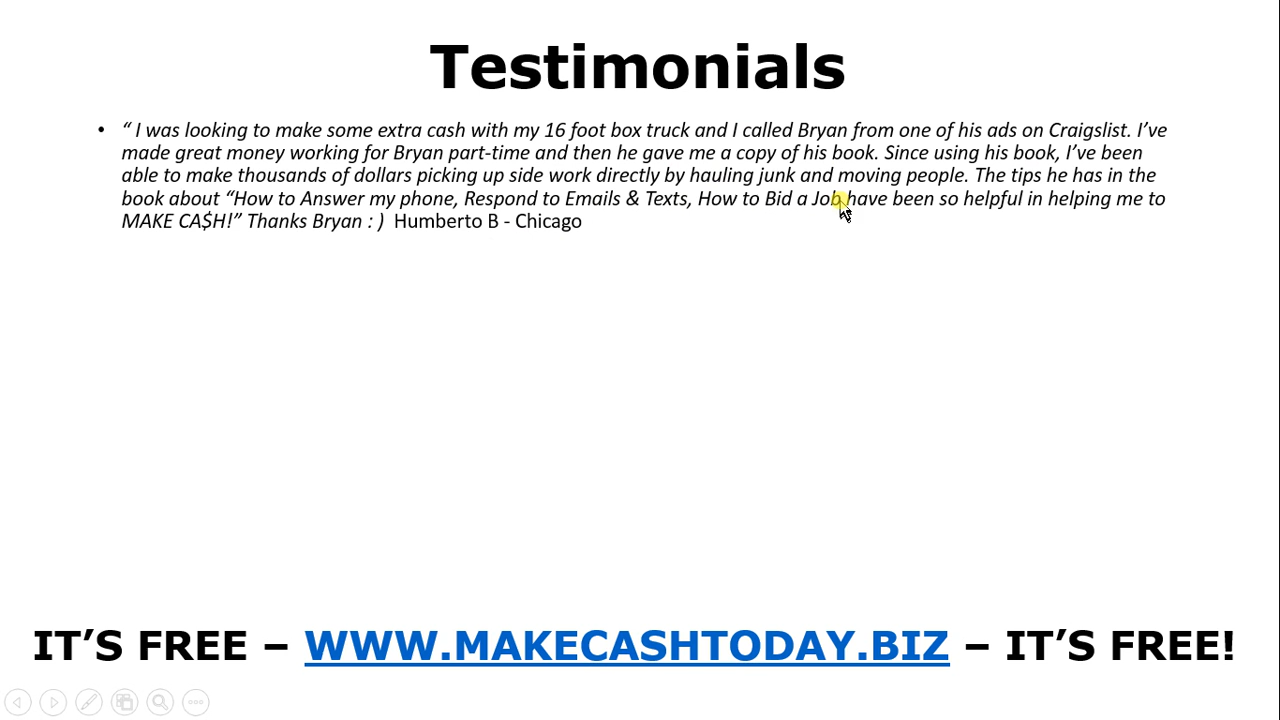 Testimonials
• “ I was looking to make some extra cash with my 16 foot box truck and I called Bryan from one of his ads on Craigslist. I’ve
made great money working for Bryan part-time and then he gave me a copy of his book. Since using his book, I’ve been
able to make thousands of dollars picking up side work directly by hauling junk and moving people. The tips he has in the
book about “How to Answer my phone, Respond to Emails & Texts, How to Bid a Job have been so helpful in helping me to
MAKE CA$H!” Thanks Bryan : ) Humberto B - Chicago
IT’S FREE – WWW.MAKECASHTODAY.BIZ – IT’S FREE!